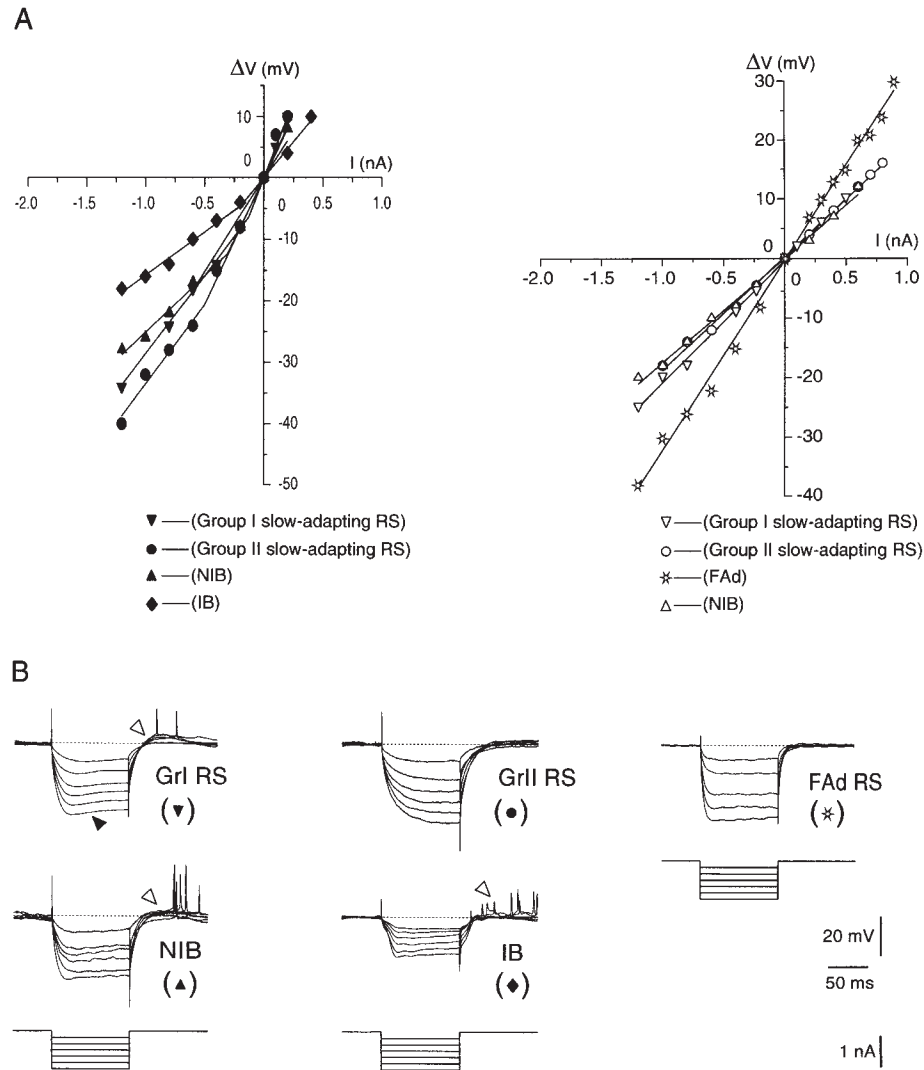 A
ΔV (mV)
10
0
I (nA)
-2.0 -1.5 -1.0 -0.5 0 0.5 1.0
-10
-20
-30
-40
-50
(Group I slow-adapting RS)
(Group II slow-adapting RS)
(NIB)
(IB)
ΔV (mV)
30
20
10
0
I (nA)
-2.0 -1.5 -1.0 -0.5 0 0.5 1.0
-10
-20
-30
-40
(Group I slow-adapting RS)
(Group II slow-adapting RS)
(FAd)
(NIB)
B
GrI RS
GrII RS
FAd RS
NIB
IB
20 mV
50 ms
1 nA